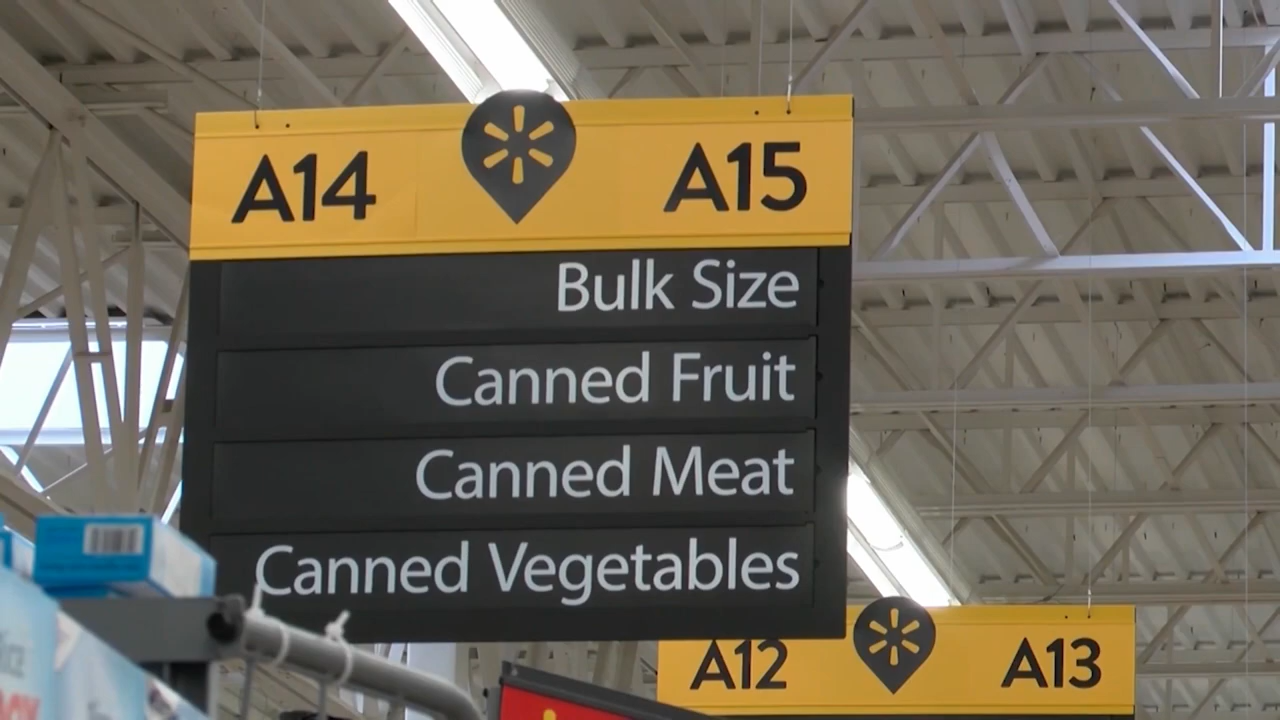 A14 A15
Bulk Size
Canned Fruit
Canned Meat
Canned Vegetables
A12 A13